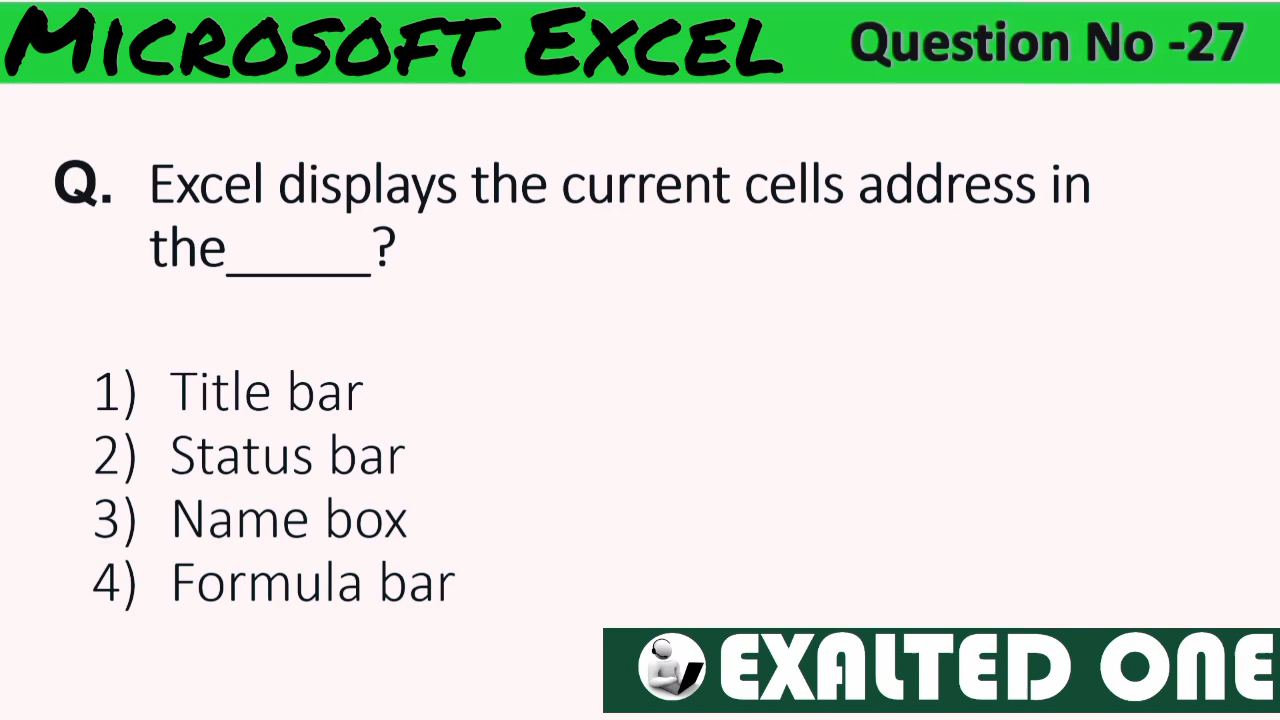 MICROSOFT EXCEL Question No -27
Q. Excel displays the current cells address in
the______?
1) Title bar
2) Status bar
3) Name box
4) Formula bar
EXALTED ONE